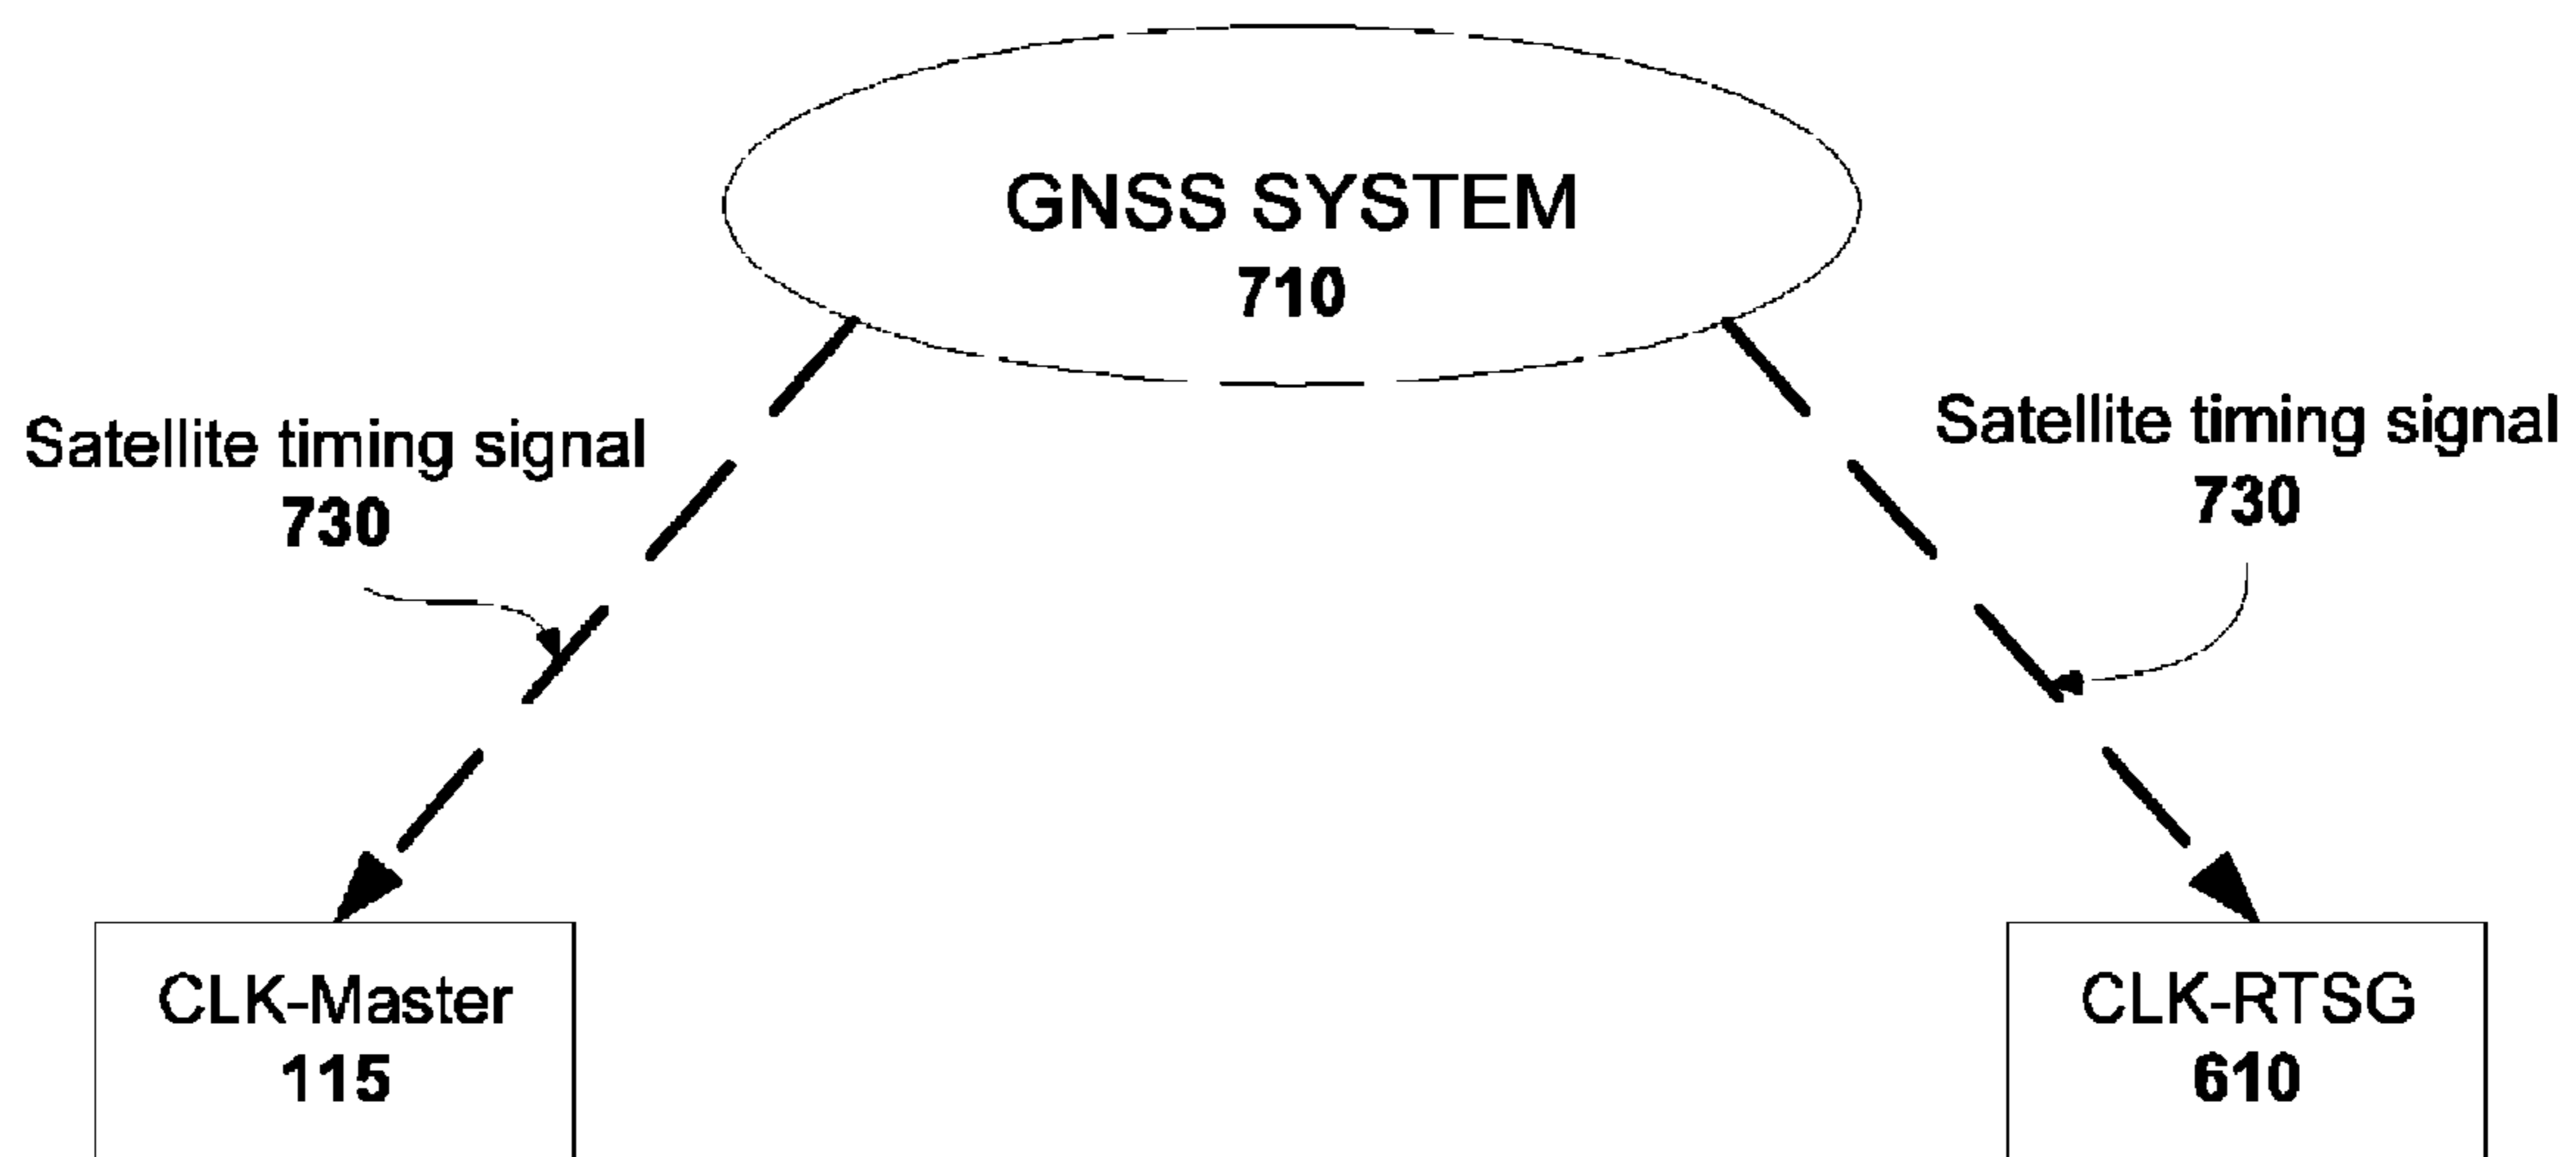 GNSS SYSTEM
710
Satellite timing signal
730
Satellite timing signal
730
CLK-Master
115
CLK-RTSG
610